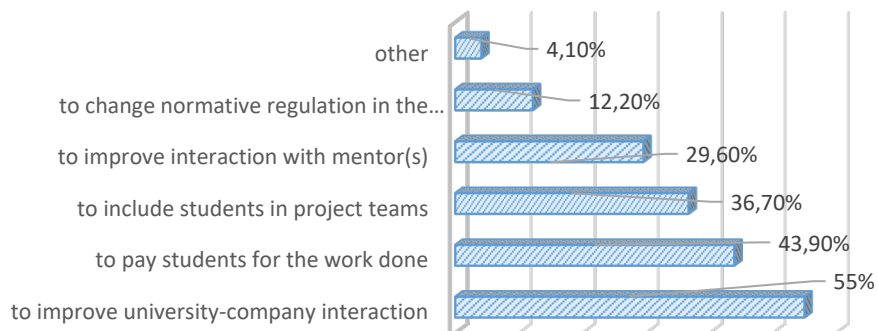 other
4,10%
to change normative regulation in the…
12,20%
to improve interaction with mentor(s)
29,60%
to include students in project teams
36,70%
to pay students for the work done
43,90%
to improve university-company interaction
55%